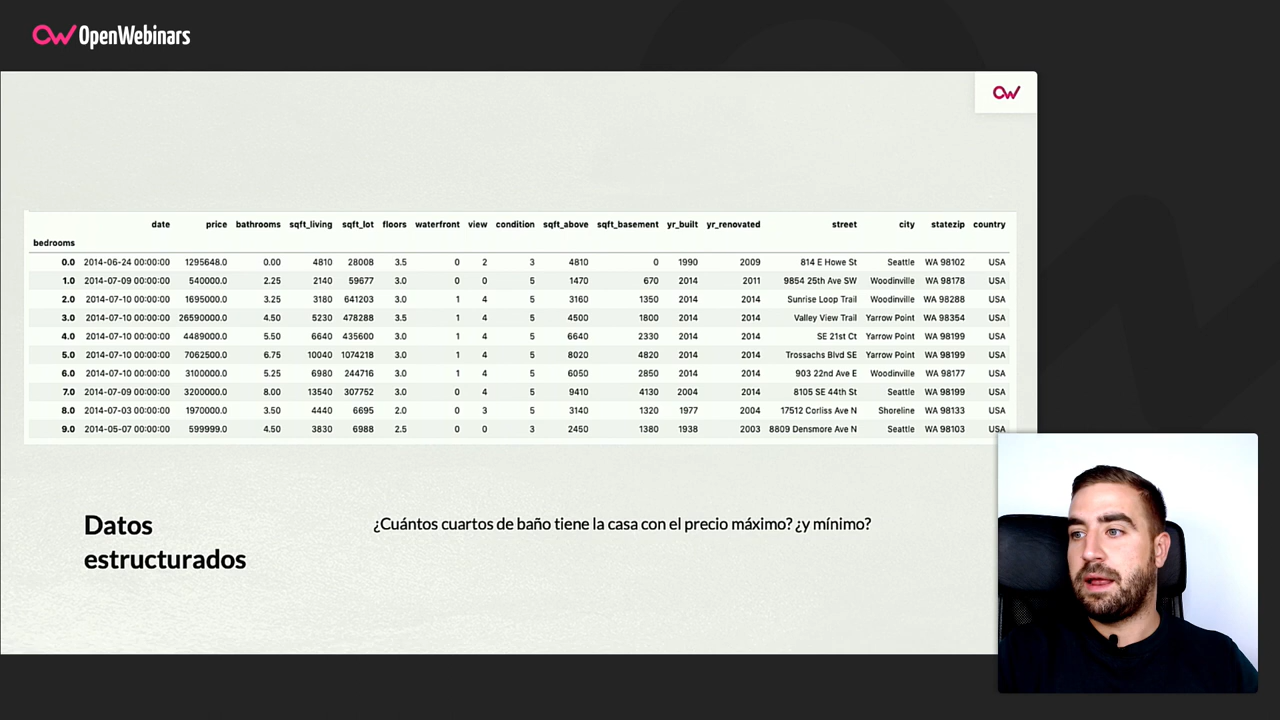 OpenWebinars
date price bathrooms sqft_living sqft_lot floors waterfront view condition sqft_above sqft_basement yr_built yr_renovated street city statezip country
bedrooms
0.0 2014-06-24 00:00:00 1295648.0 0.00 4810 28008 3.5 0 2 3 4810 0 1990 2009 814 E Howe St Seattle WA 98102 USA
1.0 2014-07-09 00:00:00 540000.0 2.25 2140 59677 3.0 0 0 5 1470 670 2014 2011 9854 25th Ave SW Woodinville WA 98178 USA
2.0 2014-07-10 00:00:00 1695000.0 3.25 3180 641203 3.0 1 4 5 3160 1350 2014 2014 Sunrise Loop Trail Woodinville WA 98288 USA
3.0 2014-07-10 00:00:00 26590000.0 4.50 5230 478288 3.5 1 4 5 4500 1800 2014 2014 Valley View Trail Yarrow Point WA 98354 USA
4.0 2014-07-10 00:00:00 4489000.0 5.50 6640 435600 3.0 1 4 5 6640 2330 2014 2014 SE 21st Ct Yarrow Point WA 98199 USA
5.0 2014-07-10 00:00:00 7062500.0 6.75 10040 1074218 3.0 1 4 5 8020 4820 2014 2014 Trossachs Blvd SE Yarrow Point WA 98199 USA
6.0 2014-07-10 00:00:00 3100000.0 5.25 6980 244716 3.0 1 4 5 6050 2850 2014 2014 903 22nd Ave E Woodinville WA 98177 USA
7.0 2014-07-09 00:00:00 3200000.0 8.00 13540 307752 3.0 0 4 5 9410 4130 2004 2014 8105 SE 44th St Seattle WA 98199 USA
8.0 2014-07-03 00:00:00 1970000.0 3.50 4440 6695 2.0 0 3 5 3140 1320 1977 2004 17512 Corliss Ave N Shoreline WA 98133 USA
9.0 2014-05-07 00:00:00 599999.0 4.50 3830 6988 2.5 0 0 3 2450 1380 1938 2003 8809 Densmore Ave N Seattle WA 98103 USA
Datos
estructurados
¿Cuántos cuartos de baño tiene la casa con el precio máximo? ¿y mínimo?